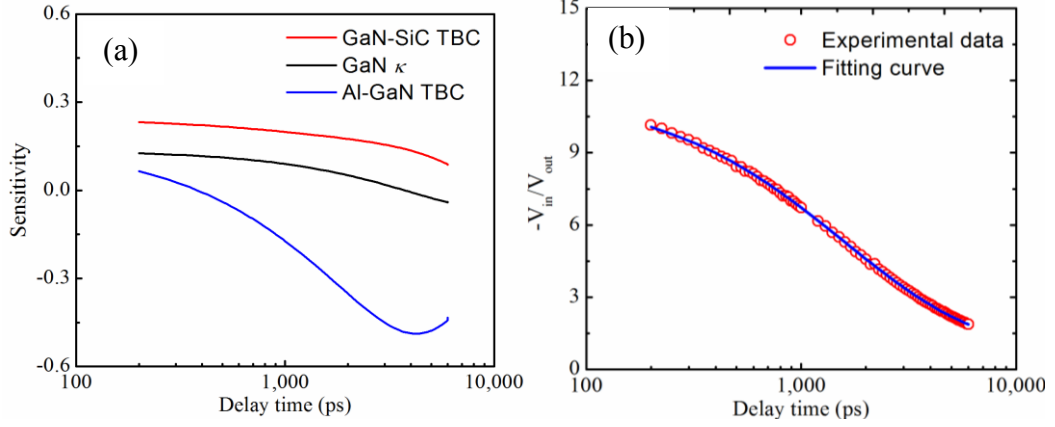 (a)
GaN-SiC TBC
GaN κ
Al-GaN TBC
0.6
0.3
0.0
-0.3
-0.6
Sensitivity
100
1,000
10,000
Delay time (ps)
(b)
Experimental data
Fitting curve
15
12
9
6
3
0
-Vin/Vout
100
1,000
10,000
Delay time (ps)